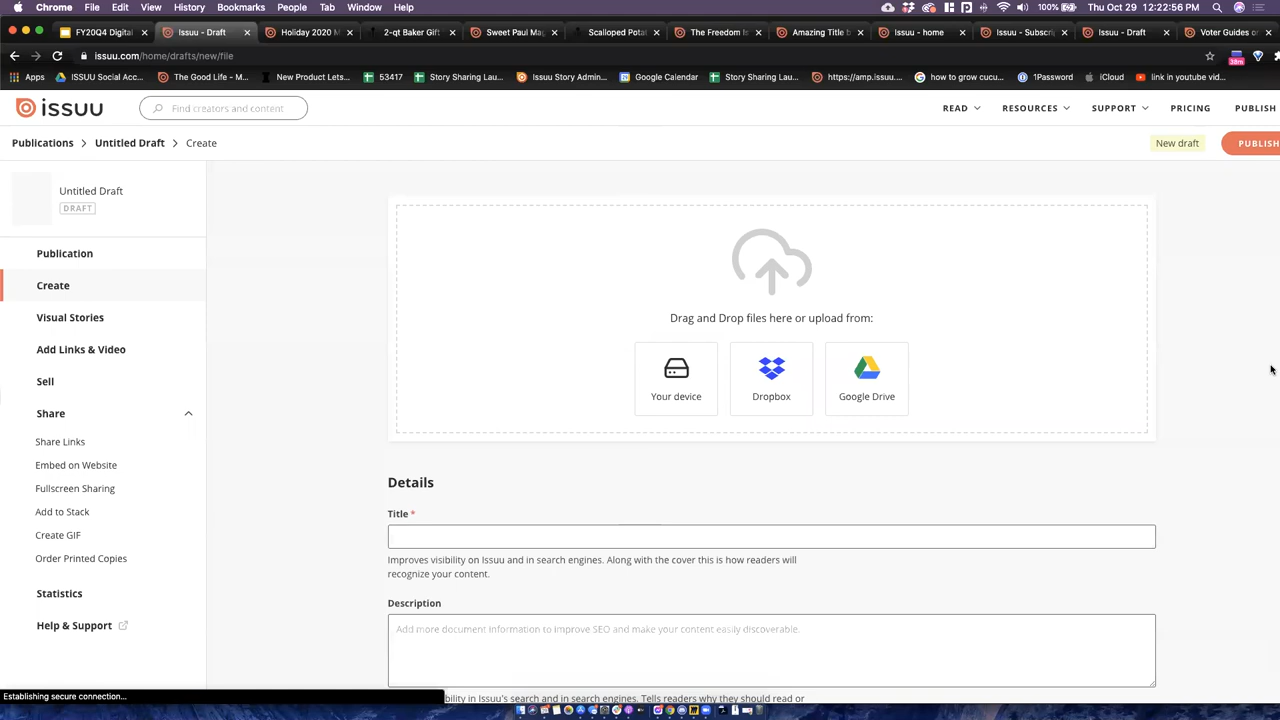 Chrome File Edit View History Bookmarks People Tab Window Help 100% Thu Oct 29 12:22:56 PM
FY20Q4 Digital Issuu - Draft Holiday 2020 M 2-qt Baker Gift Sweet Paul Mag Scalloped Pota The Freedom Is Amazing Title b Issuu - home Issuu - Subscrip Issuu - Draft Voter Guides o
issuu.com/home/drafts/new/file 38m
Apps ISSUU Social Acc... The Good Life - M... New Product Lets... 53417 Story Sharing Lau... Issuu Story Admin... Google Calendar Story Sharing Lau... https://amp.issuu.... how to grow cucu... 1Password iCloud link in youtube vid...
issuu Find creators and content READ RESOURCES SUPPORT PRICING PUBLISH
Publications > Untitled Draft > Create New draft PUBLISH
Untitled Draft
DRAFT
Publication
Create
Visual Stories
Add Links & Video
Sell
Share
Share Links
Embed on Website
Fullscreen Sharing
Add to Stack
Create GIF
Order Printed Copies
Statistics
Help & Support
Drag and Drop files here or upload from:
Your device Dropbox Google Drive
Details
Title *
Improves visibility on Issuu and in search engines. Along with the cover this is how readers will
recognize your content.
Description
Add more document information to improve SEO and make your content easily discoverable.
bility in Issuu's search and in search engines. Tells readers why they should read or
Establishing secure connection...